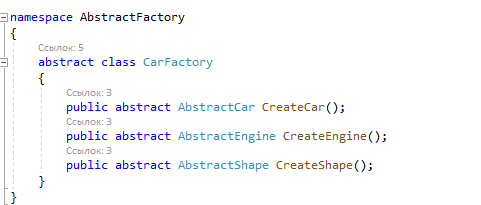 namespace AbstractFactory
{
Ссылок: 5
abstract class CarFactory
{
Ссылок: 3
public abstract AbstractCar CreateCar();
Ссылок: 3
public abstract AbstractEngine CreateEngine();
Ссылок: 3
public abstract AbstractShape CreateShape();
}
}